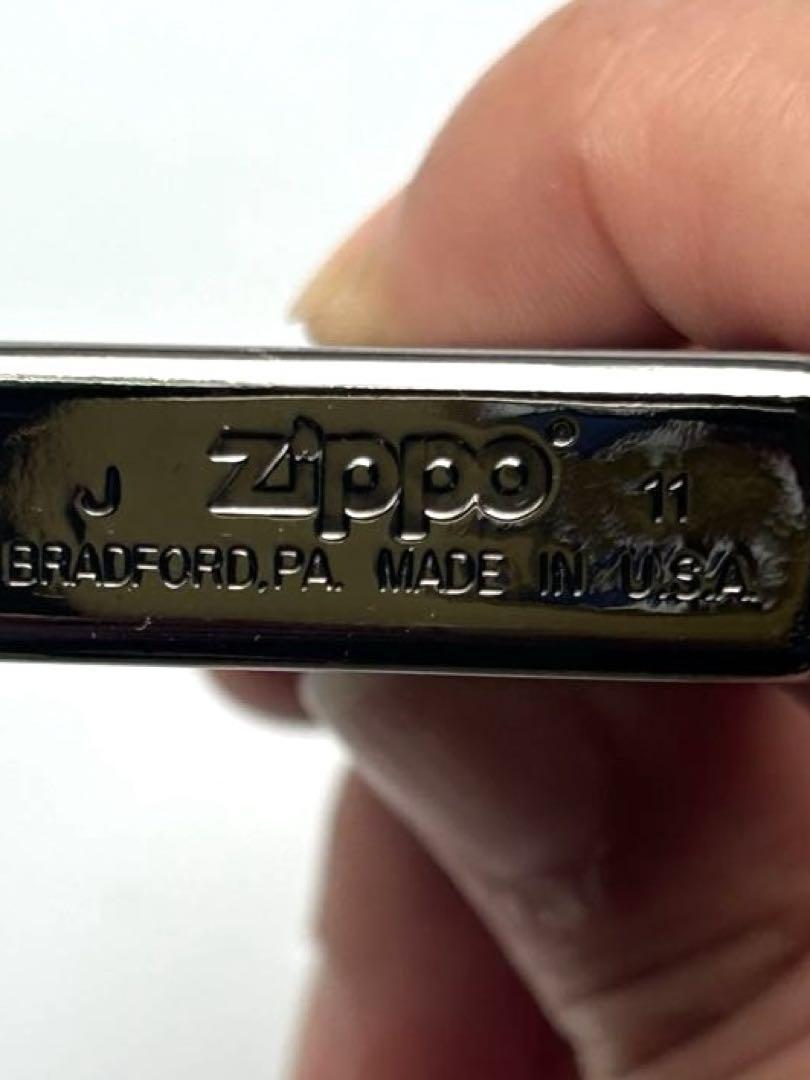 J zippo® 11
BRADFORD, PA. MADE IN U.S.A.